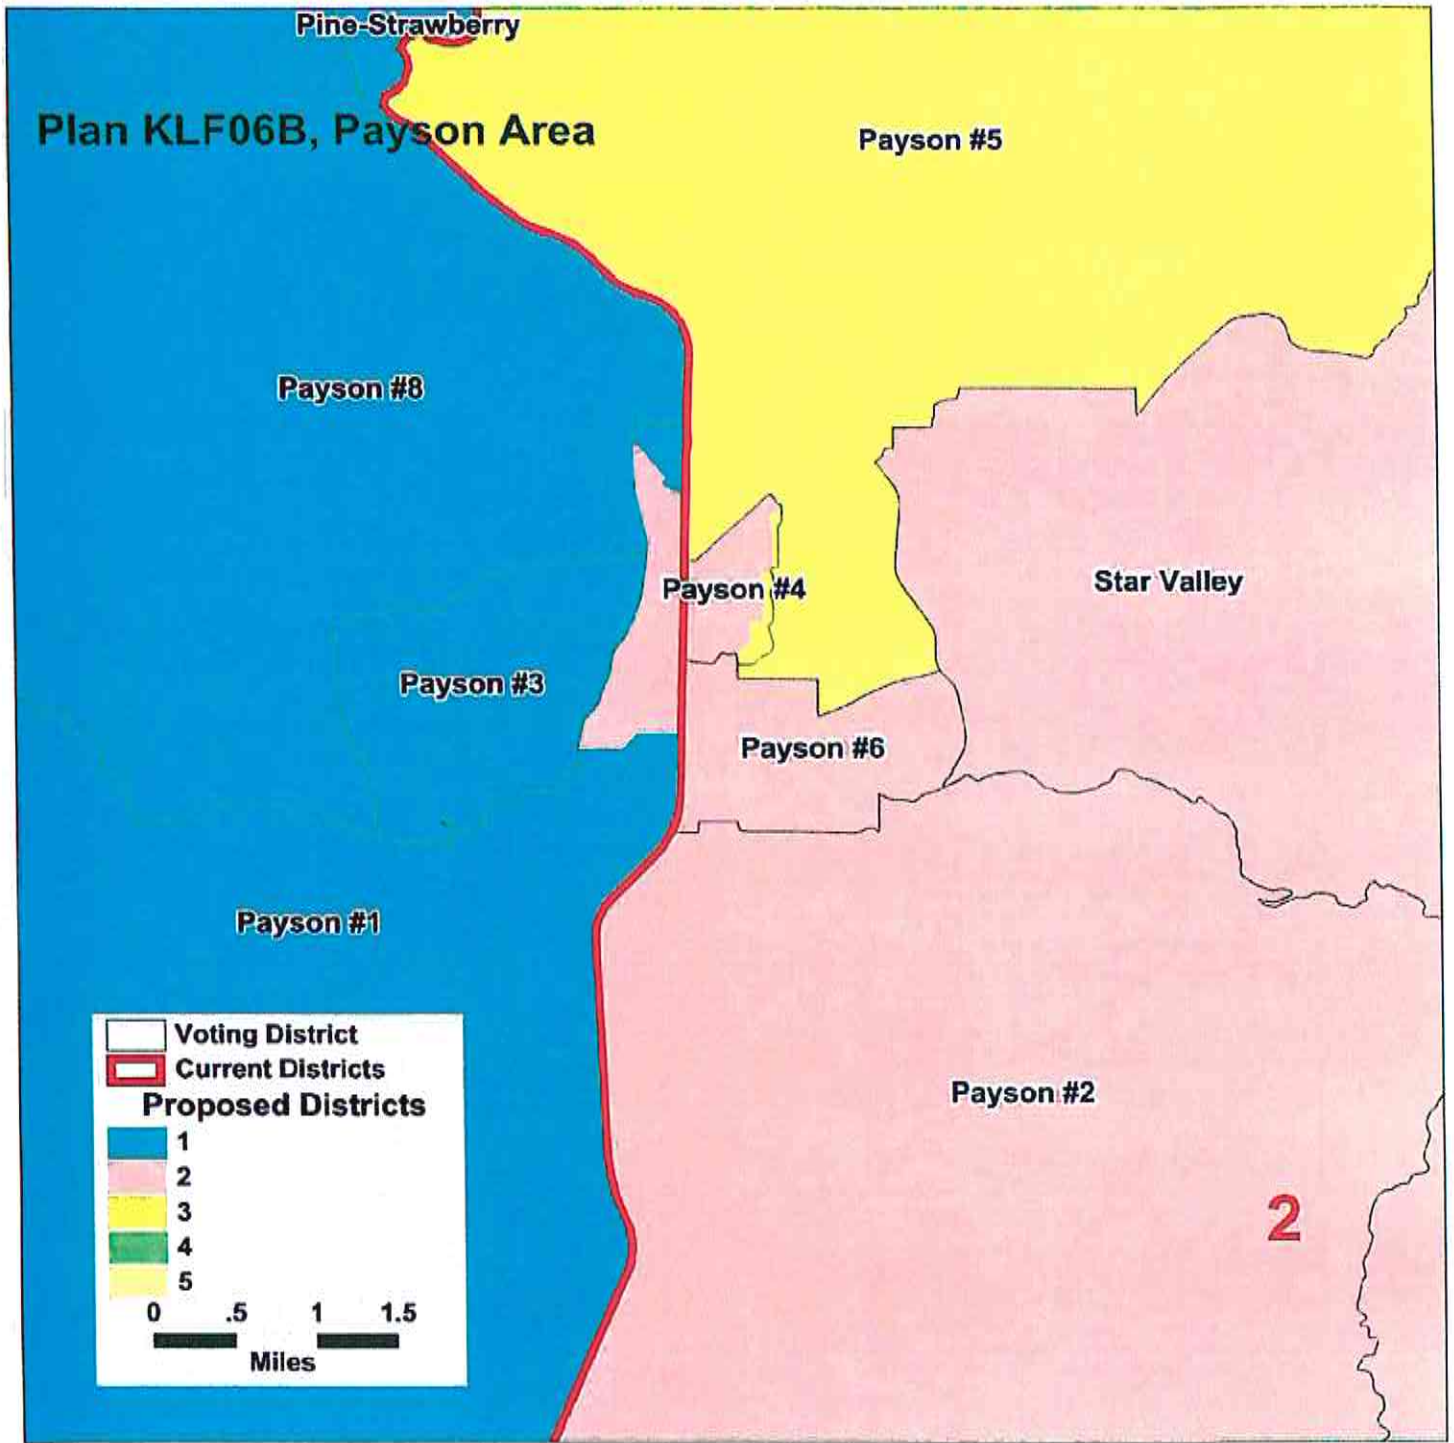 Pine-Strawberry
Plan KLF06B, Payson Area
Payson #5
Payson #8
Payson #4
Star Valley
Payson #3
Payson #6
Payson #1
Payson #2
2
Voting District
Current Districts
Proposed Districts
1
2
3
4
5
0 .5 1 1.5
Miles